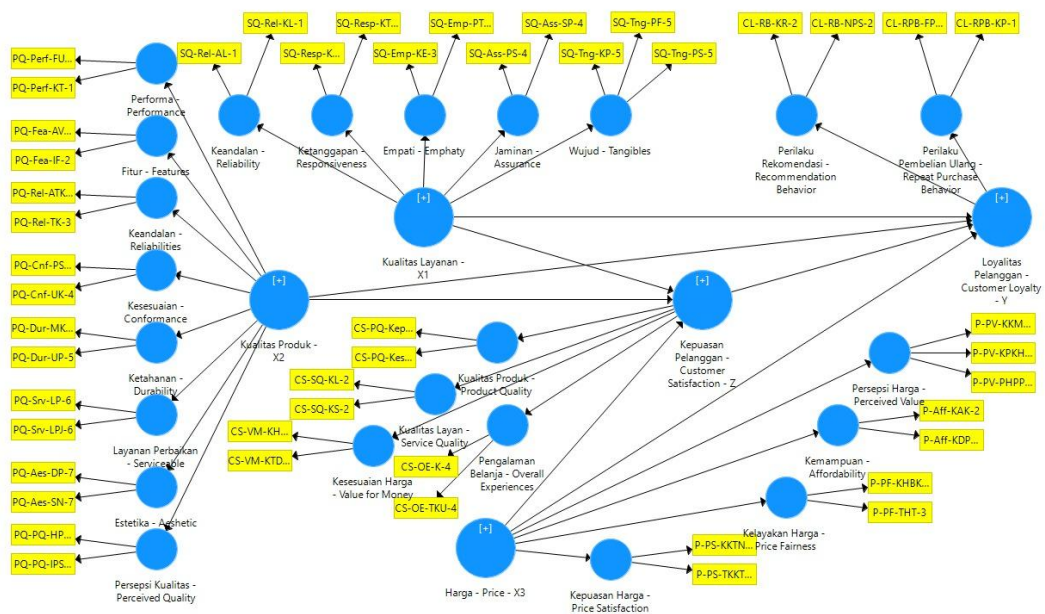 SQ-Rel-KL-1
SQ-Resp-KT...
SQ-Emp-PT...
SQ-Ass-SP-4
SQ-Tng-PF-5
CL-RB-KR-2
CL-RB-NPS-2
CL-RPB-FP...
CL-RPB-KP-1
SQ-Rel-AL-1
SQ-Resp-K...
SQ-Emp-KE-3
SQ-Ass-PS-4
SQ-Tng-KP-5
SQ-Tng-PS-5
PQ-Perf-FU...
PQ-Perf-KT-1
Performa -
Performance
PQ-Fea-AV...
PQ-Fea-IF-2
Fitur - Features
PQ-Rel-ATK...
PQ-Rel-TK-3
Keandalan -
Reliabilities
PQ-Cnf-PS...
PQ-Cnf-UK-4
Kesesuaian -
Conformance
PQ-Dur-MK...
PQ-Dur-UP-5
Ketahanan -
Durability
PQ-Srv-LP-6
PQ-Srv-LPJ-6
Layanan Perbaikan
- Serviceable
PQ-Aes-DP-7
PQ-Aes-SN-7
Estetika - Aeshetic
PQ-PQ-HP...
PQ-PQ-IPS...
Persepsi Kualitas -
Perceived Quality
Keandalan -
Reliability
Ketanggapan -
Responsiveness
Empati - Emphaty
Jaminan -
Assurance
Wujud - Tangibles
Perilaku
Rekomendasi -
Recommendation
Behavior
Perilaku
Pembelian Ulang -
Repeat Purchase
Behavior
[+]
Kualitas Layanan -
X1
[+]
Loyalitas
Pelanggan -
Customer Loyalty
- Y
[+]
Kualitas Produk -
X2
[+]
Kepuasan
Pelanggan -
Customer
Satisfaction - Z
CS-PQ-Kep...
CS-PQ-Kes...
Kualitas Produk -
Product Quality
CS-SQ-KL-2
CS-SQ-KS-2
Kualitas Layan -
Service Quality
CS-VM-KH...
CS-VM-KTD...
Kesesuaian Harga
- Value for Money
CS-OE-K-4
CS-OE-TKU-4
Pengalaman
Belanja - Overall
Experiences
P-PV-KKM...
P-PV-KPKH...
P-PV-PHPP...
Persepsi Harga -
Perceived Value
P-Aff-KAK-2
P-Aff-KDP...
Kemampuan -
Affordability
P-PF-KHBK...
P-PF-THT-3
Kelayakan Harga -
Price Fairness
P-PS-KKTN...
P-PS-TKKT...
Kepuasan Harga -
Price Satisfaction
[+]
Harga - Price - X3